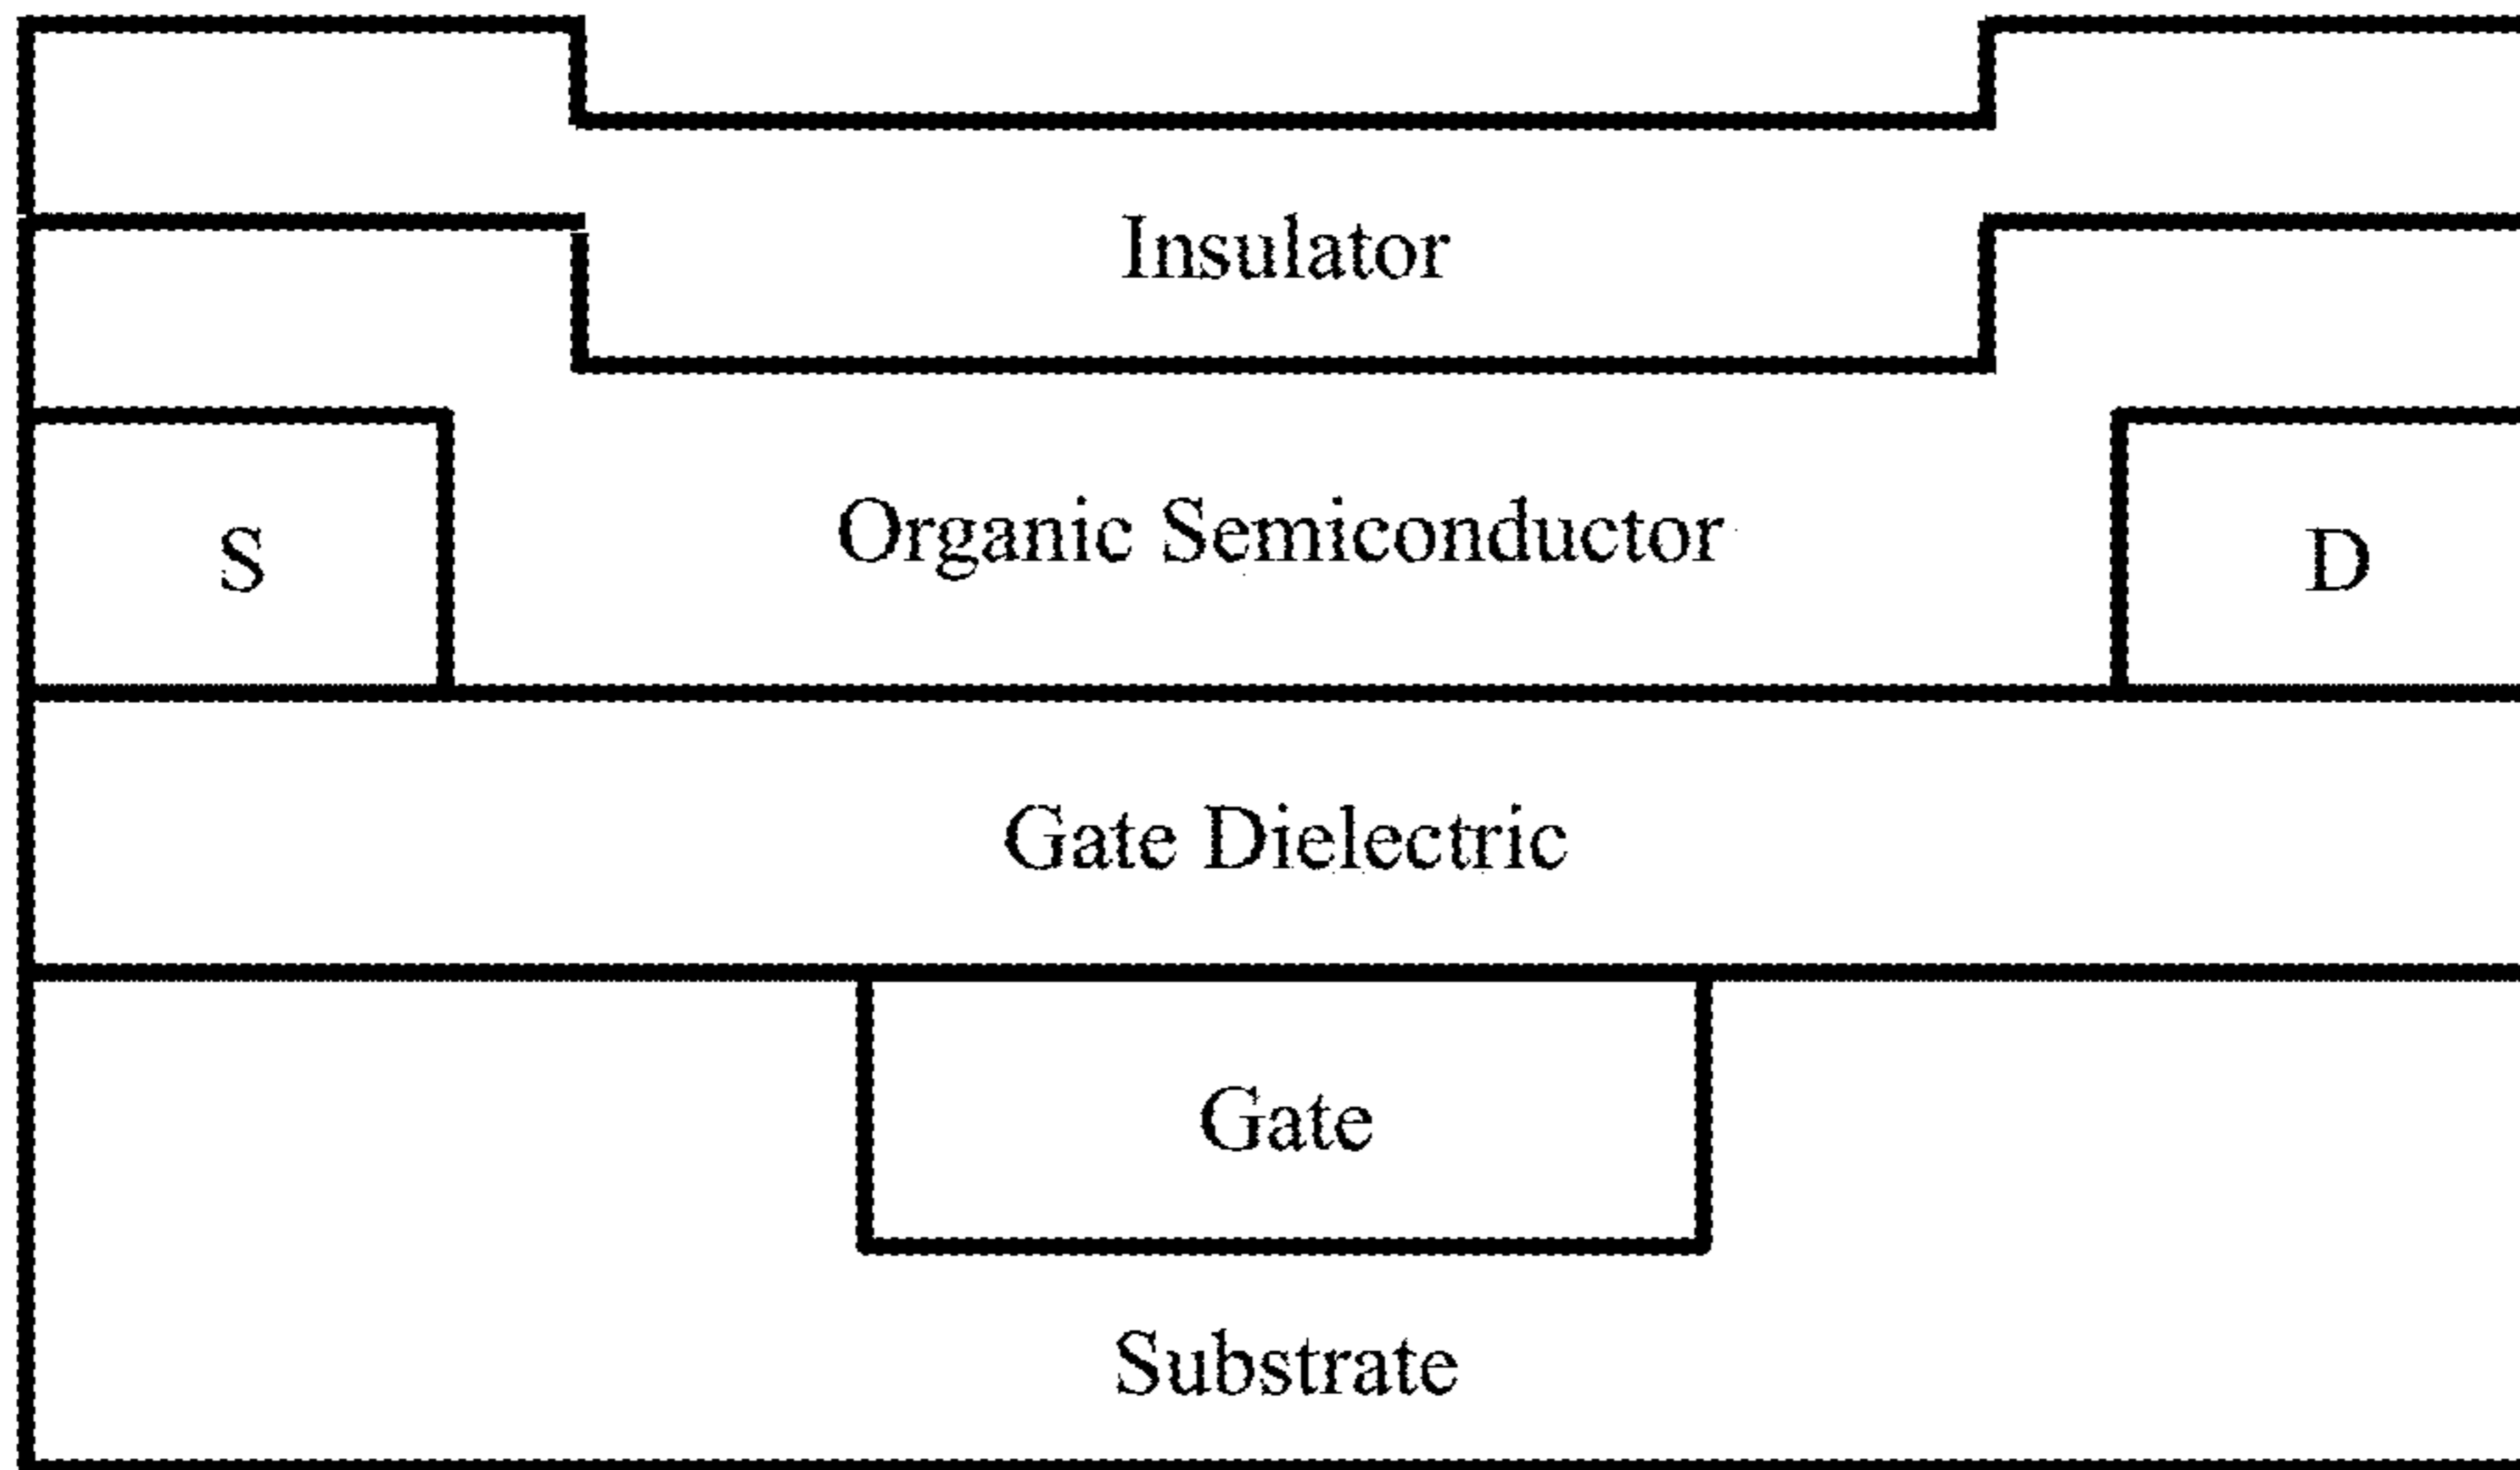 Insulator
Organic Semiconductor
S
D
Gate Dielectric
Gate
Substrate